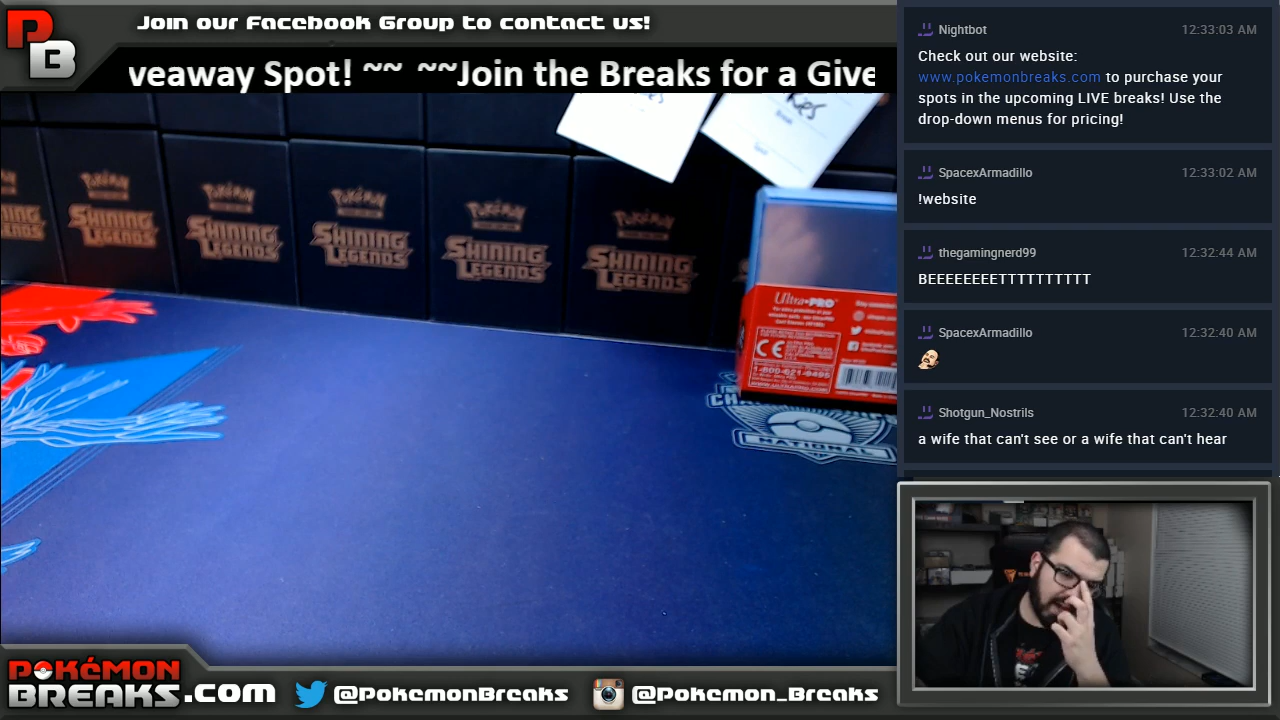 Join our Facebook Group to contact us!
PB
veaway Spot! ~~ ~~Join the Breaks for a Give
POKÉMON
SHINING
LEGENDS
POKÉMON
SHINING
LEGENDS
POKÉMON
SHINING
LEGENDS
POKÉMON
SHINING
LEGENDS
POKÉMON
SHINING
LEGENDS
Ultra•PRO
CE
1-800-621-9495
NATIONAL
POKéMON
BREAKS.com
@PokemonBreaks
@Pokemon_Breaks
Nightbot 12:33:03 AM
Check out our website:
www.pokemonbreaks.com to purchase your
spots in the upcoming LIVE breaks! Use the
drop-down menus for pricing!
SpacexArmadillo 12:33:02 AM
!website
thegamingnerd99 12:32:44 AM
BEEEEEEEETTTTTTTTTT
SpacexArmadillo 12:32:40 AM
Shotgun_Nostrils 12:32:40 AM
a wife that can't see or a wife that can't hear